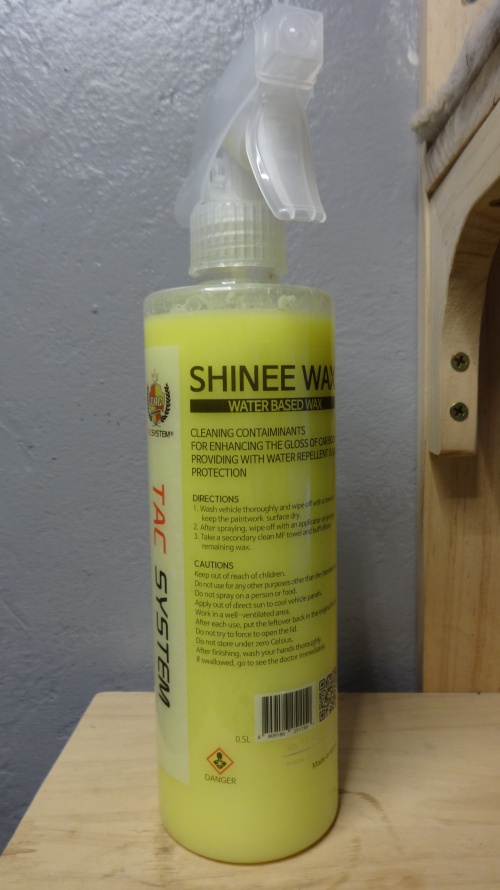 SHINEE WAX
WATER BASED WAX
CLEANING CONTAIMINANTS
FOR ENHANCING THE GLOSS OF CAR BODY
PROVIDING WITH WATER REPELLENT &
PROTECTION
DIRECTIONS
1. Wash vehicle thoroughly and wipe off with a
keep the paintwork surface dry.
2. After spraying, wipe off with an applicator
3. Take a secondary clean MF towel and buff off
remaining wax.
CAUTIONS
Keep out of reach of children.
Do not use for any other purposes other than the
Do not spray on a person or food.
Apply out of direct sun to cool vehicle panels.
Work in a well-ventilated area.
After each use, put the leftover back in the
Do not try to force to open the lid.
Do not store under zero Celsius.
After finishing, wash your hands thoroughly.
If swallowed, go to see the doctor immediately.
0.5L
DANGER
Made
TAC SYSTEM
SYSTEM®